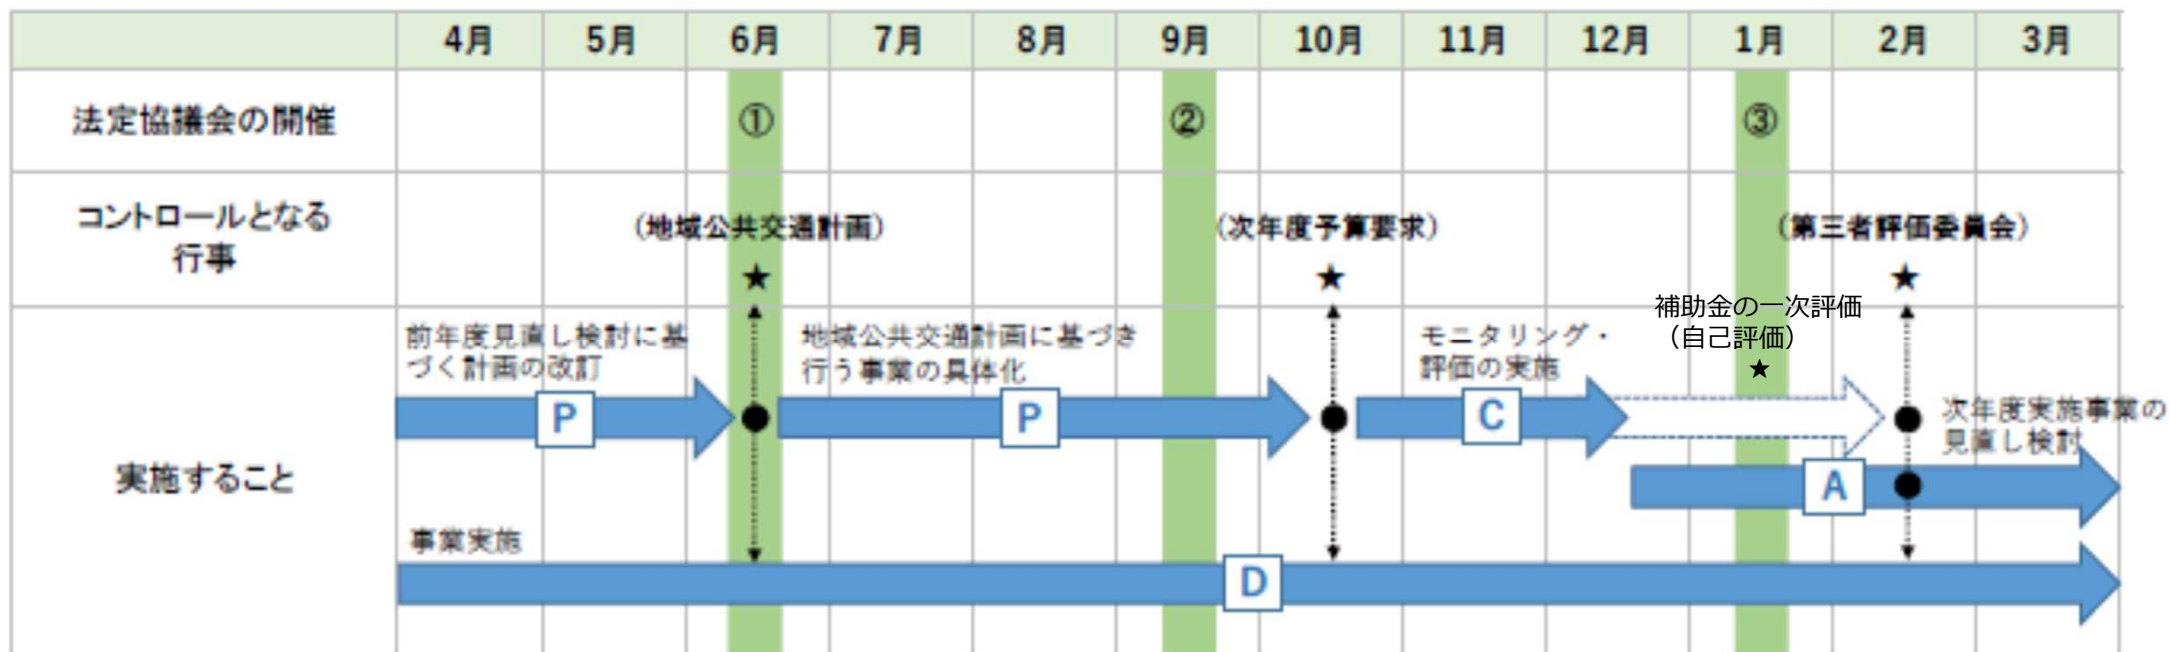 4月 5月 6月 7月 8月 9月 10月 11月 12月 1月 2月 3月
法定協議会の開催 ① ② ③
コントロールとなる
行事
（地域公共交通計画） （次年度予算要求） （第三者評価委員会）
★ ★ ★
実施すること
前年度見直し検討に基
づく計画の改訂
地域公共交通計画に基づき
行う事業の具体化
モニタリング・
評価の実施
補助金の一次評価
（自己評価）
★
P P C
次年度実施事業の
見直し検討
A
事業実施
D